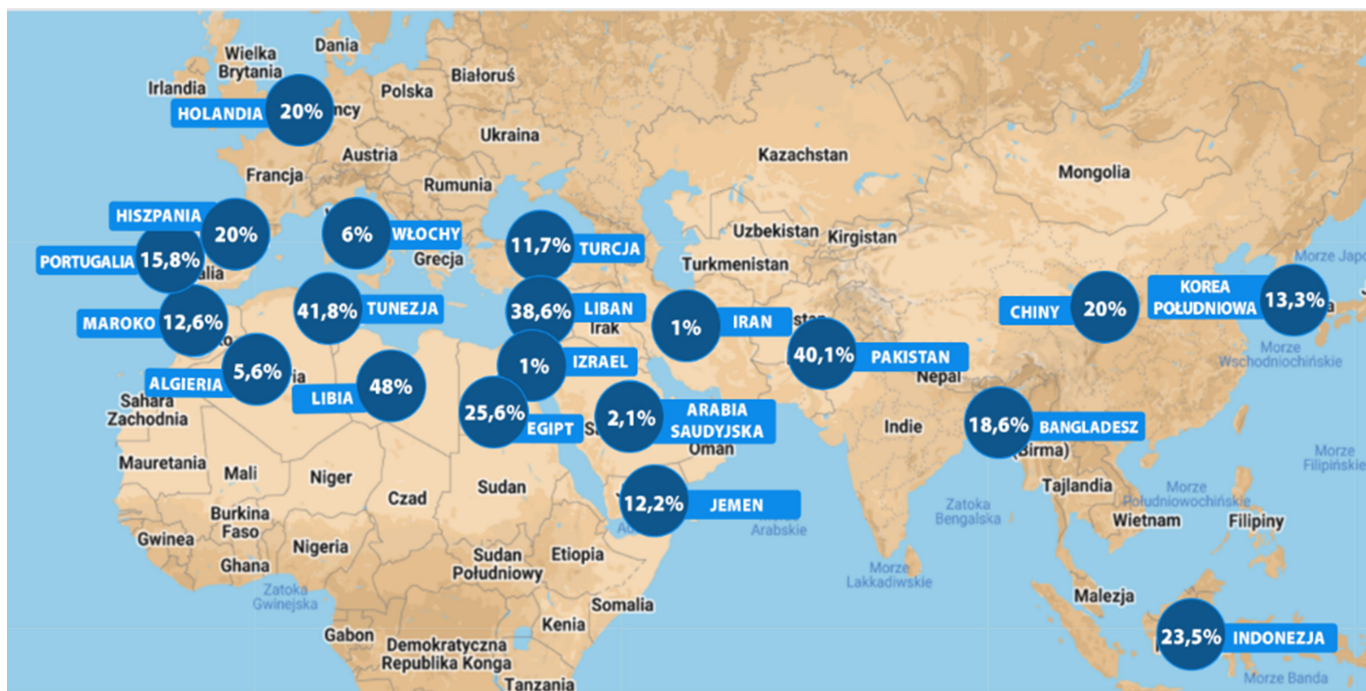 Dania
Wielka
Brytania
Irlandia
Białoruś
Polska
HOLANDIA
20%
Ukraina
Austria
Kazachstan
Francja
Mongolia
Rumunia
HISZPANIA
20%
6%
WŁOCHY
11,7%
TURCJA
Uzbekistan
Kirgistan
PORTUGALIA
15,8%
Grecja
Turkmenistan
MAROKO
12,6%
41,8%
TUNEZJA
38,6%
LIBAN
Irak
1%
IRAN
CHINY
20%
KOREA
POŁUDNIOWA
13,3%
ALGIERIA
5,6%
LIBIA
48%
1%
IZRAEL
40,1%
PAKISTAN
Nepal
Morze
Wschodniochińskie
Sahara
Zachodnia
25,6%
EGIPT
2,1%
ARABIA
SAUDYJSKA
Oman
Indie
18,6%
BANGLADESZ
(Birma)
Morze
Filipińskie
Mauretania
Mali
Niger
Czad
Sudan
12,2%
JEMEN
Arabskie
Zatoka
Bengalska
Tajlandia
Morze
Południowochińskie
Wietnam
Filipiny
Burkina
Faso
Gwinea
Ghana
Nigeria
Sudan
Południowy
Etiopia
Morze
Lakkadiwskie
Zatoka
Gwinejska
Somalia
Malezja
Gabon
Kenia
Demokratyczna
Republika Konga
Tanzania
23,5%
INDONEZJA
Morze Banda